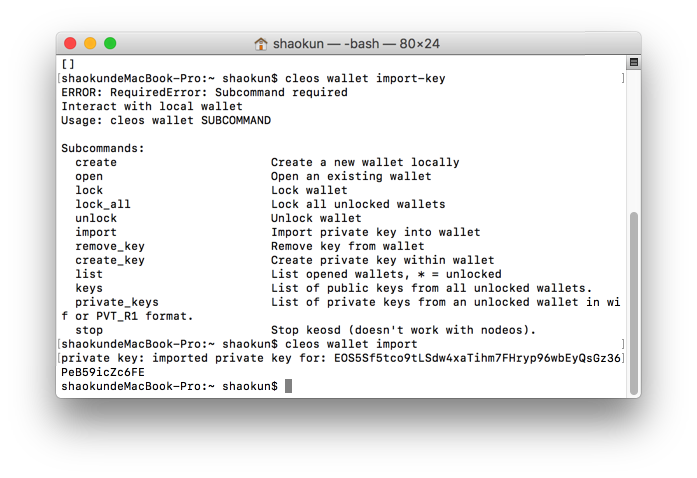 shaokun — -bash — 80×24
[]
[shaokundeMacBook-Pro:~ shaokun$ cleos wallet import-key ]
ERROR: RequiredError: Subcommand required
Interact with local wallet
Usage: cleos wallet SUBCOMMAND
Subcommands:
create Create a new wallet locally
open Open an existing wallet
lock Lock wallet
lock_all Lock all unlocked wallets
unlock Unlock wallet
import Import private key into wallet
remove_key Remove key from wallet
create_key Create private key within wallet
list List opened wallets, * = unlocked
keys List of public keys from all unlocked wallets.
private_keys List of private keys from an unlocked wallet in wi
f or PVT_R1 format.
stop Stop keosd (doesn't work with nodeos).
[shaokundeMacBook-Pro:~ shaokun$ cleos wallet import ]
[private key: imported private key for: EOS5Sf5tco9tLSdw4xaTihm7FHryp96wbEyQsGz36]
PeB59icZc6FE
shaokundeMacBook-Pro:~ shaokun$